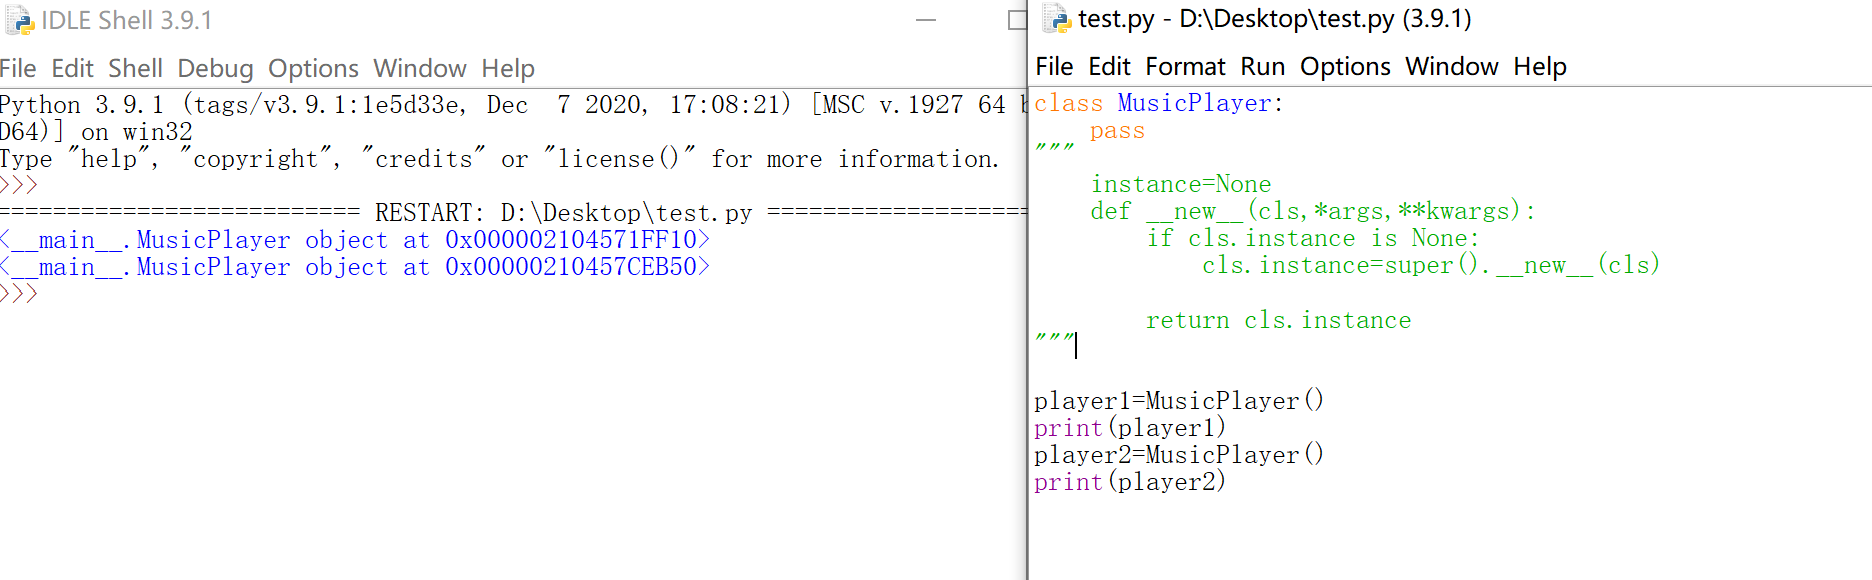 IDLE Shell 3.9.1
File Edit Shell Debug Options Window Help
Python 3.9.1 (tags/v3.9.1:1e5d33e, Dec  7 2020, 17:08:21) [MSC v.1927 64 b
D64)] on win32
Type "help", "copyright", "credits" or "license()" for more information.
>>>
========================== RESTART: D:\Desktop\test.py ===================
<__main__.MusicPlayer object at 0x000002104571FF10>
<__main__.MusicPlayer object at 0x00000210457CEB50>
>>>
test.py - D:\Desktop\test.py (3.9.1)
File Edit Format Run Options Window Help
class MusicPlayer:
    pass
"""
    instance=None
    def __new__(cls,*args,**kwargs):
        if cls.instance is None:
            cls.instance=super().__new__(cls)
        return cls.instance
"""
player1=MusicPlayer()
print(player1)
player2=MusicPlayer()
print(player2)